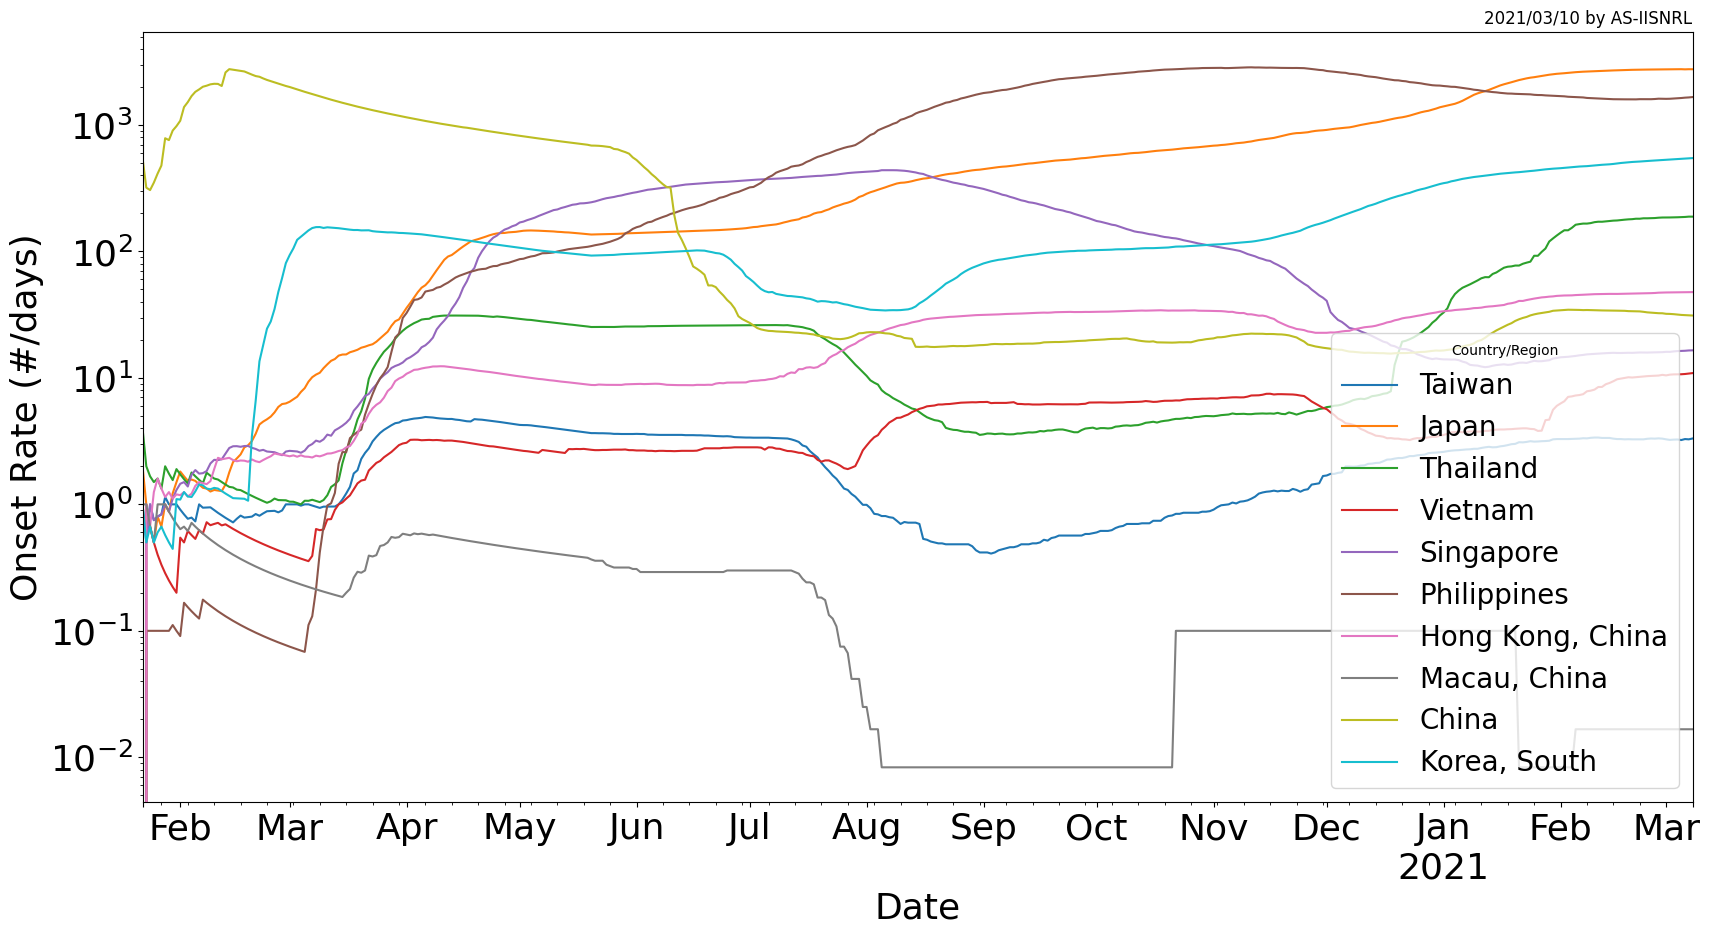 2021/03/10 by AS-IISNRL
Onset Rate (#/days)
10³
10²
10¹
10⁰
10⁻¹
10⁻²
Country/Region
Taiwan
Japan
Thailand
Vietnam
Singapore
Philippines
Hong Kong, China
Macau, China
China
Korea, South
Feb Mar Apr May Jun Jul Aug Sep Oct Nov Dec Jan Feb Mar
2021
Date